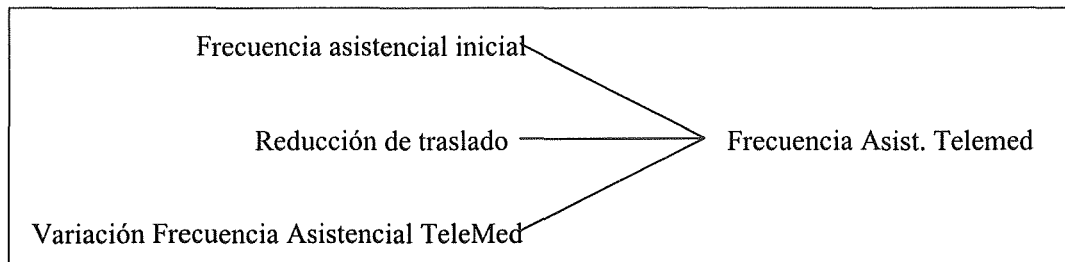 Frecuencia asistencial inicial
Reducción de traslado
Frecuencia Asist. Telemed
Variación Frecuencia Asistencial TeleMed